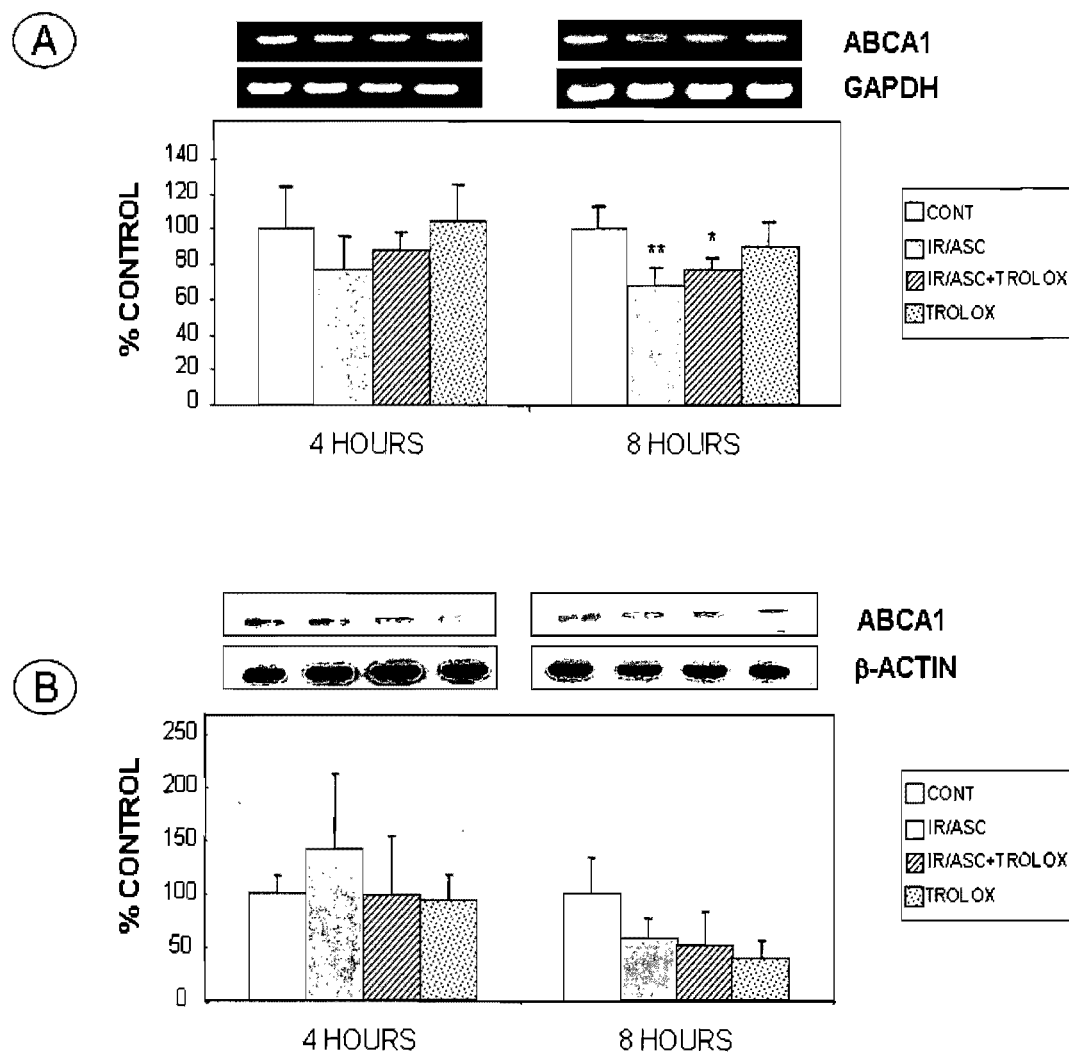 A
ABCA1
GAPDH
140
120
100
80
60
40
20
0
% CONTROL
**
*
4 HOURS
8 HOURS
CONT
IR/ASC
IR/ASC+TROLOX
TROLOX
B
ABCA1
β-ACTIN
250
200
150
100
50
0
% CONTROL
4 HOURS
8 HOURS
CONT
IR/ASC
IR/ASC+TROLOX
TROLOX